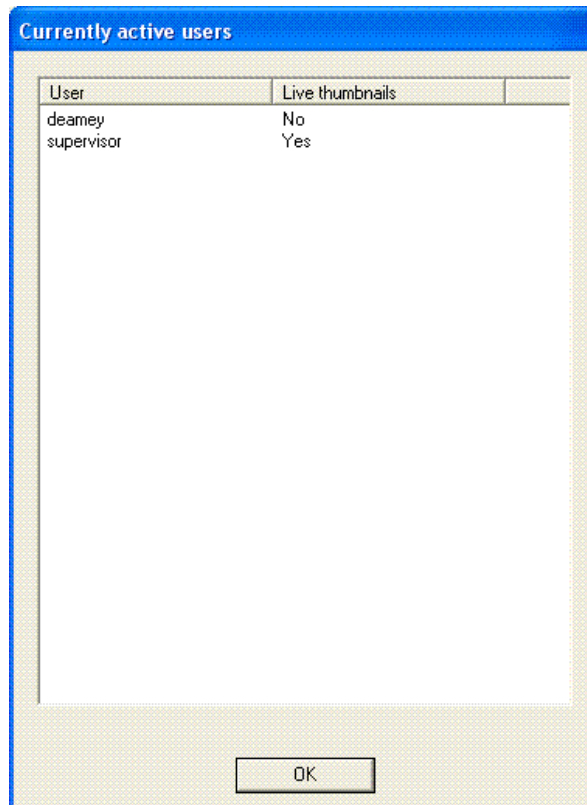 Currently active users
User Live thumbnails
deamey No
supervisor Yes
OK